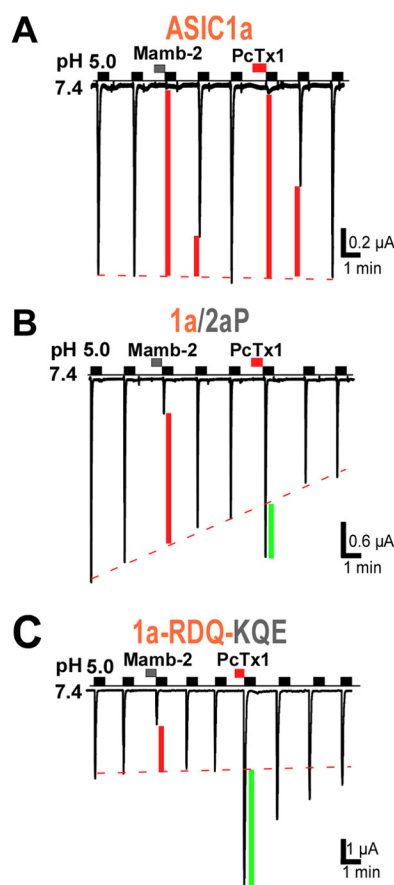 A
ASIC1a
Mamb-2 PcTx1
pH 5.0
7.4
0.2 µA
1 min
B
1a/2aP
Mamb-2 PcTx1
pH 5.0
7.4
0.6 µA
1 min
C
1a-RDQ-KQE
Mamb-2 PcTx1
pH 5.0
7.4
1 µA
1 min